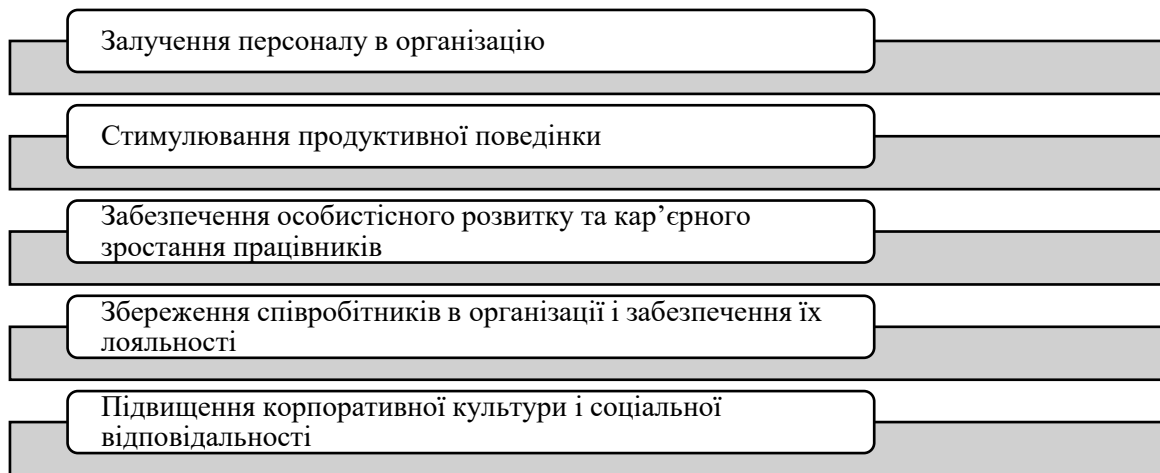 Залучення персоналу в організацію
Стимулювання продуктивної поведінки
Забезпечення особистісного розвитку та кар’єрного
зростання працівників
Збереження співробітників в організації і забезпечення їх
лояльності
Підвищення корпоративної культури і соціальної
відповідальності